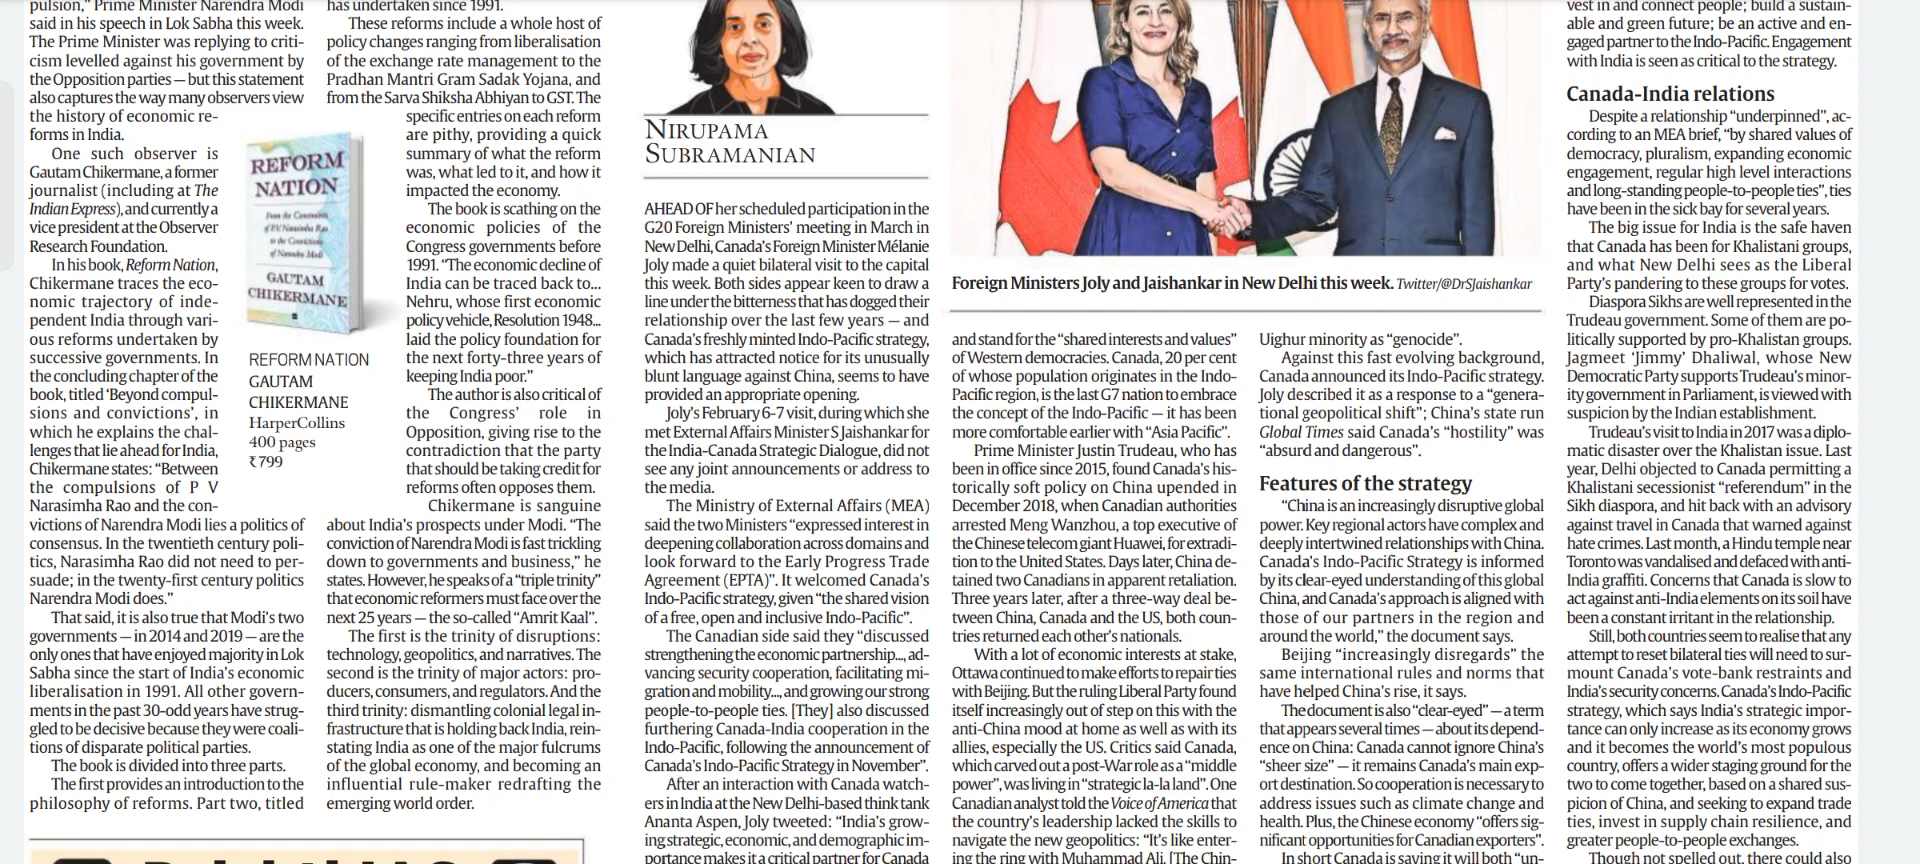 pulsion,” Prime Minister Narendra Modi
said in his speech in Lok Sabha this week.
The Prime Minister was replying to criti-
cism levelled against his government by
the Opposition parties — but this statement
also captures the way many observers view
the history of economic re-
forms in India.
One such observer is
Gautam Chikermane, a former
journalist (including at The
Indian Express), and currently a
vice president at the Observer
Research Foundation.
In his book, Reform Nation,
Chikermane traces the eco-
nomic trajectory of inde-
pendent India through vari-
ous reforms undertaken by
successive governments. In
the concluding chapter of the
book, titled ‘Beyond compul-
sions and convictions’, in
which he explains the chal-
lenges that lie ahead for India,
Chikermane states: “Between
the compulsions of P V
Narasimha Rao and the con-
victions of Narendra Modi lies a politics of
consensus. In the twentieth century poli-
tics, Narasimha Rao did not need to per-
suade; in the twenty-first century politics
Narendra Modi does.”
That said, it is also true that Modi’s two
governments — in 2014 and 2019 — are the
only ones that have enjoyed majority in Lok
Sabha since the start of India’s economic
liberalisation in 1991. All other govern-
ments in the past 30-odd years have strug-
gled to be decisive because they were coali-
tions of disparate political parties.
The book is divided into three parts.
The first provides an introduction to the
philosophy of reforms. Part two, titled
REFORM
NATION
From the Constraints
of P.V. Narasimha Rao
to the Convictions
of Narendra Modi
GAUTAM
CHIKERMANE
REFORM NATION
GAUTAM
CHIKERMANE
HarperCollins
400 pages
₹799
has undertaken since 1991.
These reforms include a whole host of
policy changes ranging from liberalisation
of the exchange rate management to the
Pradhan Mantri Gram Sadak Yojana, and
from the Sarva Shiksha Abhiyan to GST. The
specific entries on each reform
are pithy, providing a quick
summary of what the reform
was, what led to it, and how it
impacted the economy.
The book is scathing on the
economic policies of the
Congress governments before
1991. “The economic decline of
India can be traced back to...
Nehru, whose first economic
policy vehicle, Resolution 1948...
laid the policy foundation for
the next forty-three years of
keeping India poor.”
The author is also critical of
the Congress’ role in
Opposition, giving rise to the
contradiction that the party
that should be taking credit for
reforms often opposes them.
Chikermane is sanguine
about India’s prospects under Modi. “The
conviction of Narendra Modi is fast trickling
down to governments and business,” he
states. However, he speaks of a “triple trinity”
that economic reformers must face over the
next 25 years — the so-called “Amrit Kaal”.
The first is the trinity of disruptions:
technology, geopolitics, and narratives. The
second is the trinity of major actors: pro-
ducers, consumers, and regulators. And the
third trinity: dismantling colonial legal in-
frastructure that is holding back India, rein-
stating India as one of the major fulcrums
of the global economy, and becoming an
influential rule-maker redrafting the
emerging world order.
NIRUPAMA
SUBRAMANIAN
AHEAD OF her scheduled participation in the
G20 Foreign Ministers’ meeting in March in
New Delhi, Canada’s Foreign Minister Mélanie
Joly made a quiet bilateral visit to the capital
this week. Both sides appear keen to draw a
line under the bitterness that has dogged their
relationship over the last few years — and
Canada’s freshly minted Indo-Pacific strategy,
which has attracted notice for its unusually
blunt language against China, seems to have
provided an appropriate opening.
Joly’s February 6-7 visit, during which she
met External Affairs Minister S Jaishankar for
the India-Canada Strategic Dialogue, did not
see any joint announcements or address to
the media.
The Ministry of External Affairs (MEA)
said the two Ministers “expressed interest in
deepening collaboration across domains and
look forward to the Early Progress Trade
Agreement (EPTA)”. It welcomed Canada’s
Indo-Pacific strategy, given “the shared vision
of a free, open and inclusive Indo-Pacific”.
The Canadian side said they “discussed
strengthening the economic partnership..., ad-
vancing security cooperation, facilitating mi-
gration and mobility..., and growing our strong
people-to-people ties. [They] also discussed
furthering Canada-India cooperation in the
Indo-Pacific, following the announcement of
Canada’s Indo-Pacific Strategy in November”.
After an interaction with Canada watch-
ers in India at the New Delhi-based think tank
Ananta Aspen, Joly tweeted: “India’s grow-
ing strategic, economic, and demographic im-
portance makes it a critical partner for Canada
Foreign Ministers Joly and Jaishankar in New Delhi this week. Twitter/@DrSJaishankar
and stand for the “shared interests and values”
of Western democracies. Canada, 20 per cent
of whose population originates in the Indo-
Pacific region, is the last G7 nation to embrace
the concept of the Indo-Pacific — it has been
more comfortable earlier with “Asia Pacific”.
Prime Minister Justin Trudeau, who has
been in office since 2015, found Canada’s his-
torically soft policy on China upended in
December 2018, when Canadian authorities
arrested Meng Wanzhou, a top executive of
the Chinese telecom giant Huawei, for extradi-
tion to the United States. Days later, China de-
tained two Canadians in apparent retaliation.
Three years later, after a three-way deal be-
tween China, Canada and the US, both coun-
tries returned each other’s nationals.
With a lot of economic interests at stake,
Ottawa continued to make efforts to repair ties
with Beijing. But the ruling Liberal Party found
itself increasingly out of step on this with the
anti-China mood at home as well as with its
allies, especially the US. Critics said Canada,
which carved out a post-War role as a “middle
power”, was living in “strategic la-la land”. One
Canadian analyst told the Voice of America that
the country’s leadership lacked the skills to
navigate the new geopolitics: “It’s like enter-
ing the ring with Muhammad Ali. [The Chin-
Uighur minority as “genocide”.
Against this fast evolving background,
Canada announced its Indo-Pacific strategy.
Joly described it as a response to a “genera-
tional geopolitical shift”; China’s state run
Global Times said Canada’s “hostility” was
“absurd and dangerous”.
Features of the strategy
“China is an increasingly disruptive global
power. Key regional actors have complex and
deeply intertwined relationships with China.
Canada’s Indo-Pacific Strategy is informed
by its clear-eyed understanding of this global
China, and Canada’s approach is aligned with
those of our partners in the region and
around the world,” the document says.
Beijing “increasingly disregards” the
same international rules and norms that
have helped China’s rise, it says.
The document is also “clear-eyed” — a term
that appears several times — about its depend-
ence on China: Canada cannot ignore China’s
“sheer size” — it remains Canada’s main exp-
ort destination. So cooperation is necessary to
address issues such as climate change and
health. Plus, the Chinese economy “offers sig-
nificant opportunities for Canadian exporters”.
In short Canada is saying it will both “un-
vest in and connect people; build a sustain-
able and green future; be an active and en-
gaged partner to the Indo-Pacific. Engagement
with India is seen as critical to the strategy.
Canada-India relations
Despite a relationship “underpinned”, ac-
cording to an MEA brief, “by shared values of
democracy, pluralism, expanding economic
engagement, regular high level interactions
and long-standing people-to-people ties”, ties
have been in the sick bay for several years.
The big issue for India is the safe haven
that Canada has been for Khalistani groups,
and what New Delhi sees as the Liberal
Party’s pandering to these groups for votes.
Diaspora Sikhs are well represented in the
Trudeau government. Some of them are po-
litically supported by pro-Khalistan groups.
Jagmeet ‘Jimmy’ Dhaliwal, whose New
Democratic Party supports Trudeau’s minor-
ity government in Parliament, is viewed with
suspicion by the Indian establishment.
Trudeau’s visit to India in 2017 was a diplo-
matic disaster over the Khalistan issue. Last
year, Delhi objected to Canada permitting a
Khalistani secessionist “referendum” in the
Sikh diaspora, and hit back with an advisory
against travel in Canada that warned against
hate crimes. Last month, a Hindu temple near
Toronto was vandalised and defaced with anti-
India graffiti. Concerns that Canada is slow to
act against anti-India elements on its soil have
been a constant irritant in the relationship.
Still, both countries seem to realise that any
attempt to reset bilateral ties will need to sur-
mount Canada’s vote-bank restraints and
India’s security concerns. Canada’s Indo-Pacific
strategy, which says India’s strategic impor-
tance can only increase as its economy grows
and it becomes the world’s most populous
country, offers a wider staging ground for the
two to come together, based on a shared sus-
picion of China, and seeking to expand trade
ties, invest in supply chain resilience, and
greater people-to-people exchanges.
Though not spelled out, there could also